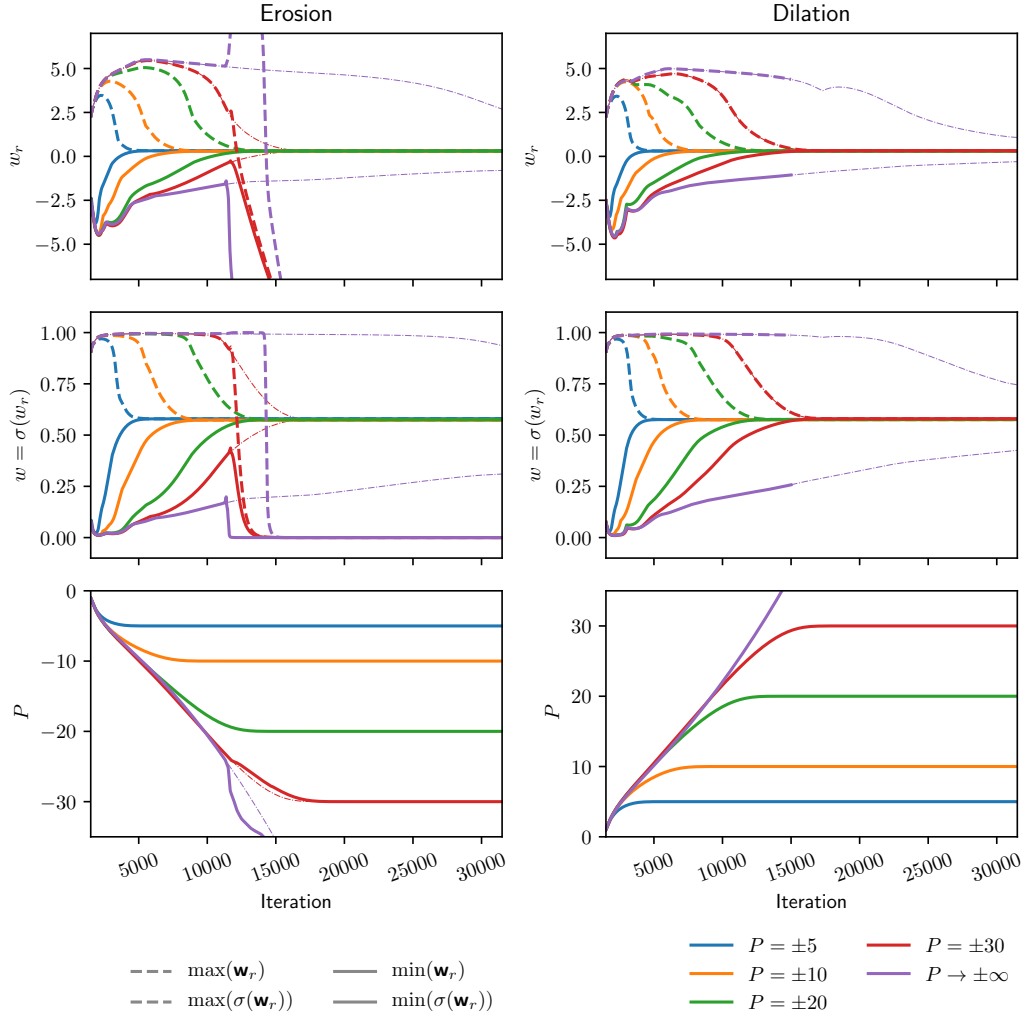 Erosion
Dilation
5.0
2.5
0.0
−2.5
−5.0
w_r
5.0
2.5
0.0
−2.5
−5.0
w_r
1.00
0.75
0.50
0.25
0.00
w = σ(w_r)
1.00
0.75
0.50
0.25
0.00
w = σ(w_r)
0
−10
−20
−30
P
30
20
10
0
P
5000 10000 15000 20000 25000 30000
Iteration
5000 10000 15000 20000 25000 30000
Iteration
max(w_r)
max(σ(w_r))
min(w_r)
min(σ(w_r))
P = ±5
P = ±10
P = ±20
P = ±30
P → ±∞